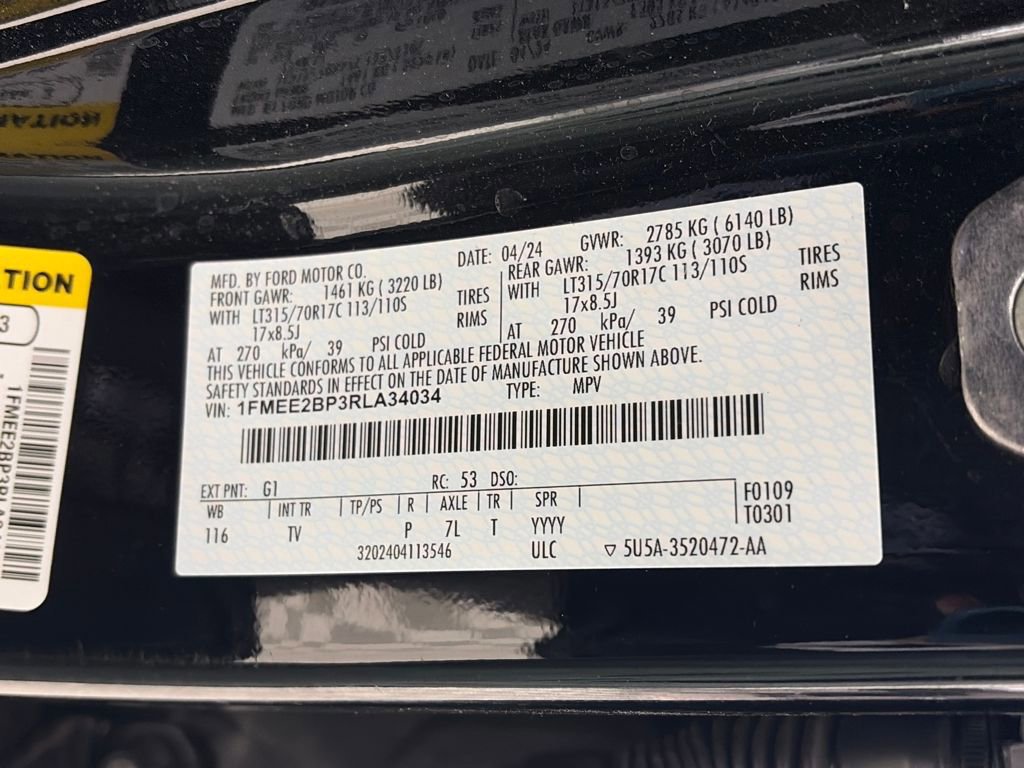 MFD. BY FORD MOTOR CO.
DATE: 04/24 GVWR: 2785 KG ( 6140 LB)
FRONT GAWR: 1461 KG ( 3220 LB)
WITH LT315/70R17C 113/110S TIRES
17x8.5J RIMS
AT 270 kPa/ 39 PSI COLD
REAR GAWR: 1393 KG ( 3070 LB)
WITH LT315/70R17C 113/110S TIRES
17x8.5J RIMS
AT 270 kPa/ 39 PSI COLD
THIS VEHICLE CONFORMS TO ALL APPLICABLE FEDERAL MOTOR VEHICLE
SAFETY STANDARDS IN EFFECT ON THE DATE OF MANUFACTURE SHOWN ABOVE.
VIN: 1FMEE2BP3RLA34034 TYPE: MPV
EXT PNT: G1 RC: 53 DSO:
WB INT TR TP/PS R AXLE TR SPR F0109
116 TV P 7L T YYYY T0301
3202404113546 ULC ▽ 5U5A-3520472-AA
TION
3